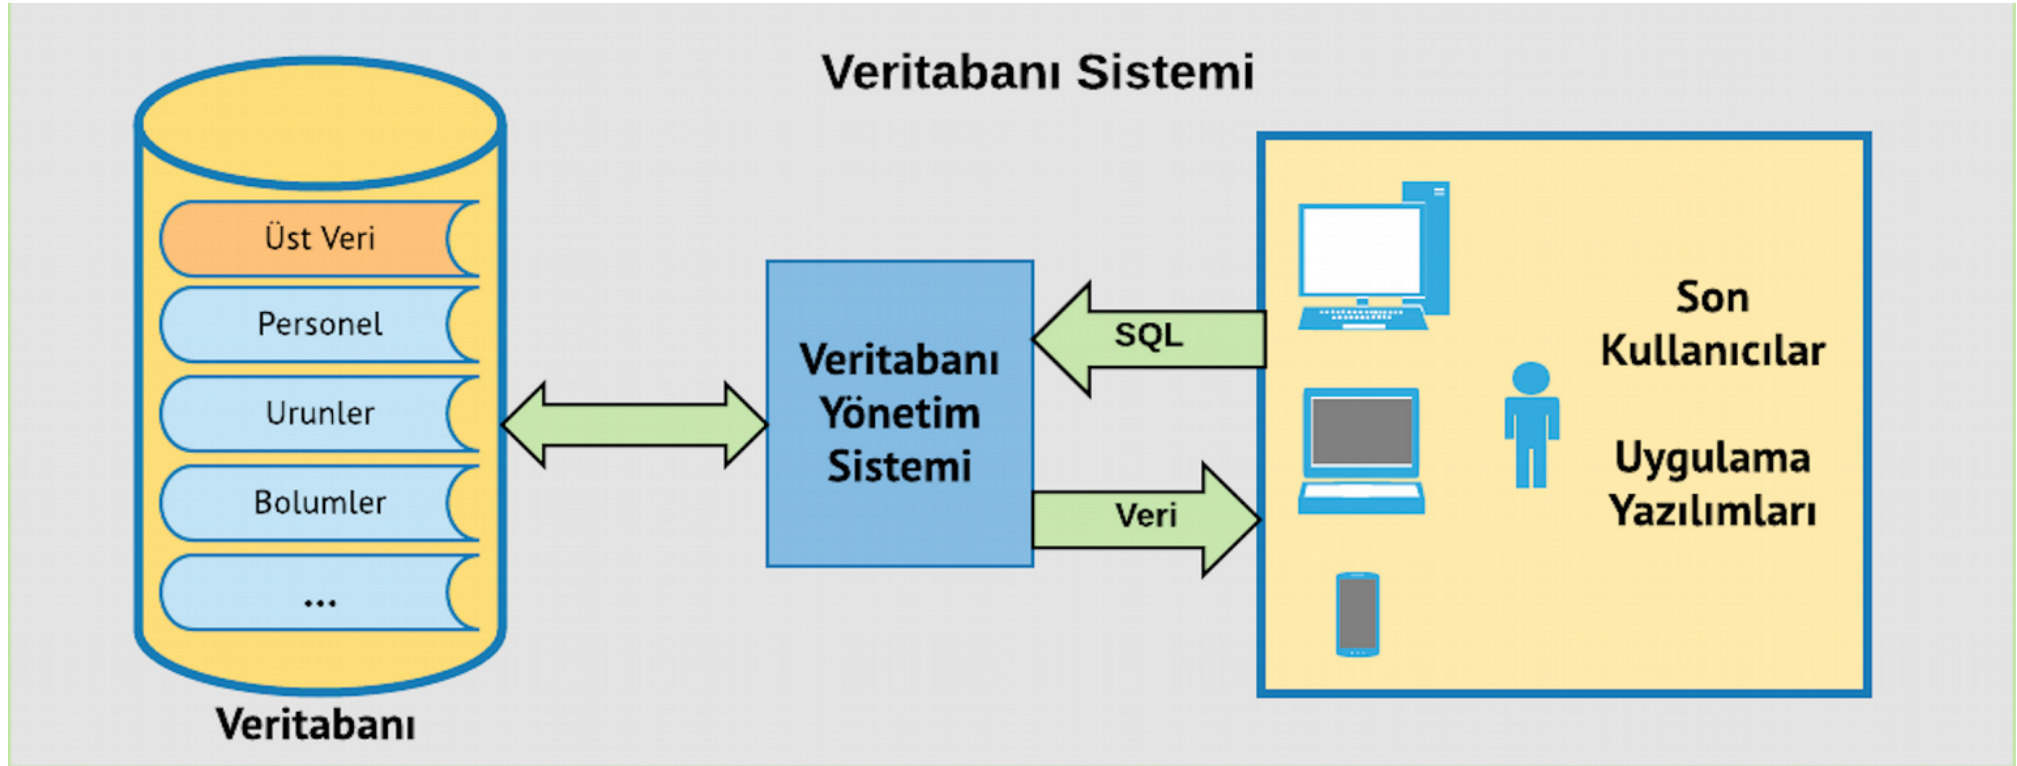 Veritabanı Sistemi
Üst Veri
Personel
Urunler
Bolumler
...
Veritabanı
Veritabanı
Yönetim
Sistemi
SQL
Veri
Son
Kullanıcılar
Uygulama
Yazılımları